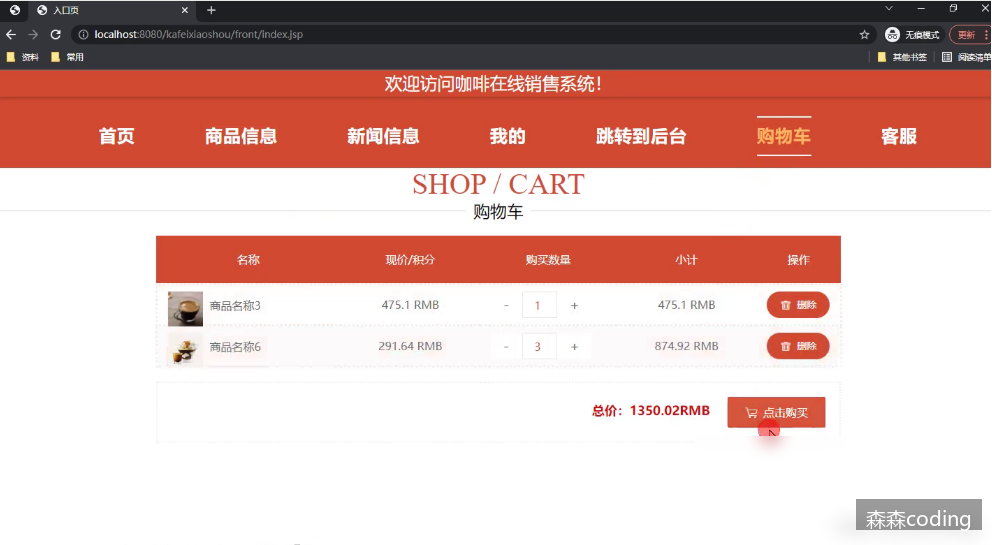 入口页
localhost:8080/kafeixiaoshou/front/index.jsp
无痕模式
更新
资料 常用
其他书签 阅读清单
欢迎访问咖啡在线销售系统!
首页 商品信息 新闻信息 我的 跳转到后台 购物车 客服
SHOP / CART
购物车
名称 现价/积分 购买数量 小计 操作
商品名称3 475.1 RMB - 1 + 475.1 RMB 删除
商品名称6 291.64 RMB - 3 + 874.92 RMB 删除
总价：1350.02RMB 点击购买
森森coding